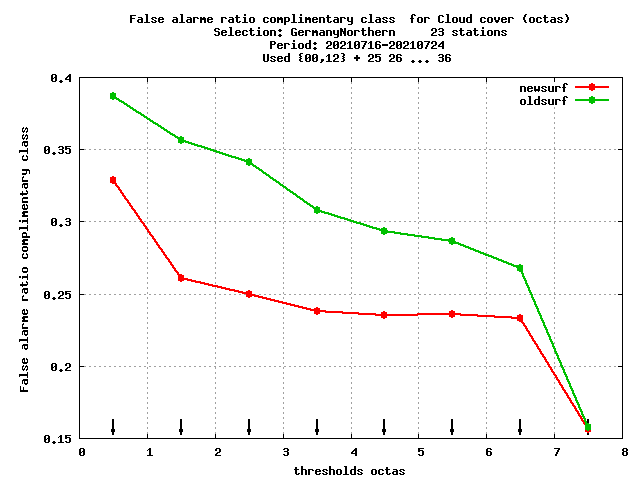 False alarme ratio complimentary class  for Cloud cover (octas)
Selection: GermanyNorthern     23 stations
Period: 20210716-20210724
Used {00,12} + 25 26 ... 36
newsurf
oldsurf
False alarme ratio complimentary class
0.4
0.35
0.3
0.25
0.2
0.15
0 1 2 3 4 5 6 7 8
thresholds octas